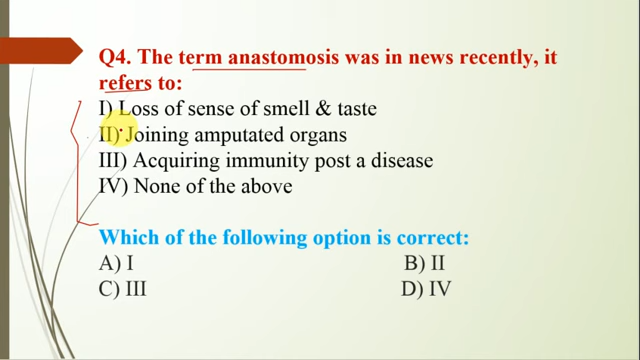 Q4. The term anastomosis was in news recently, it
refers to:
I) Loss of sense of smell & taste
II) Joining amputated organs
III) Acquiring immunity post a disease
IV) None of the above
Which of the following option is correct:
A) I
B) II
C) III
D) IV